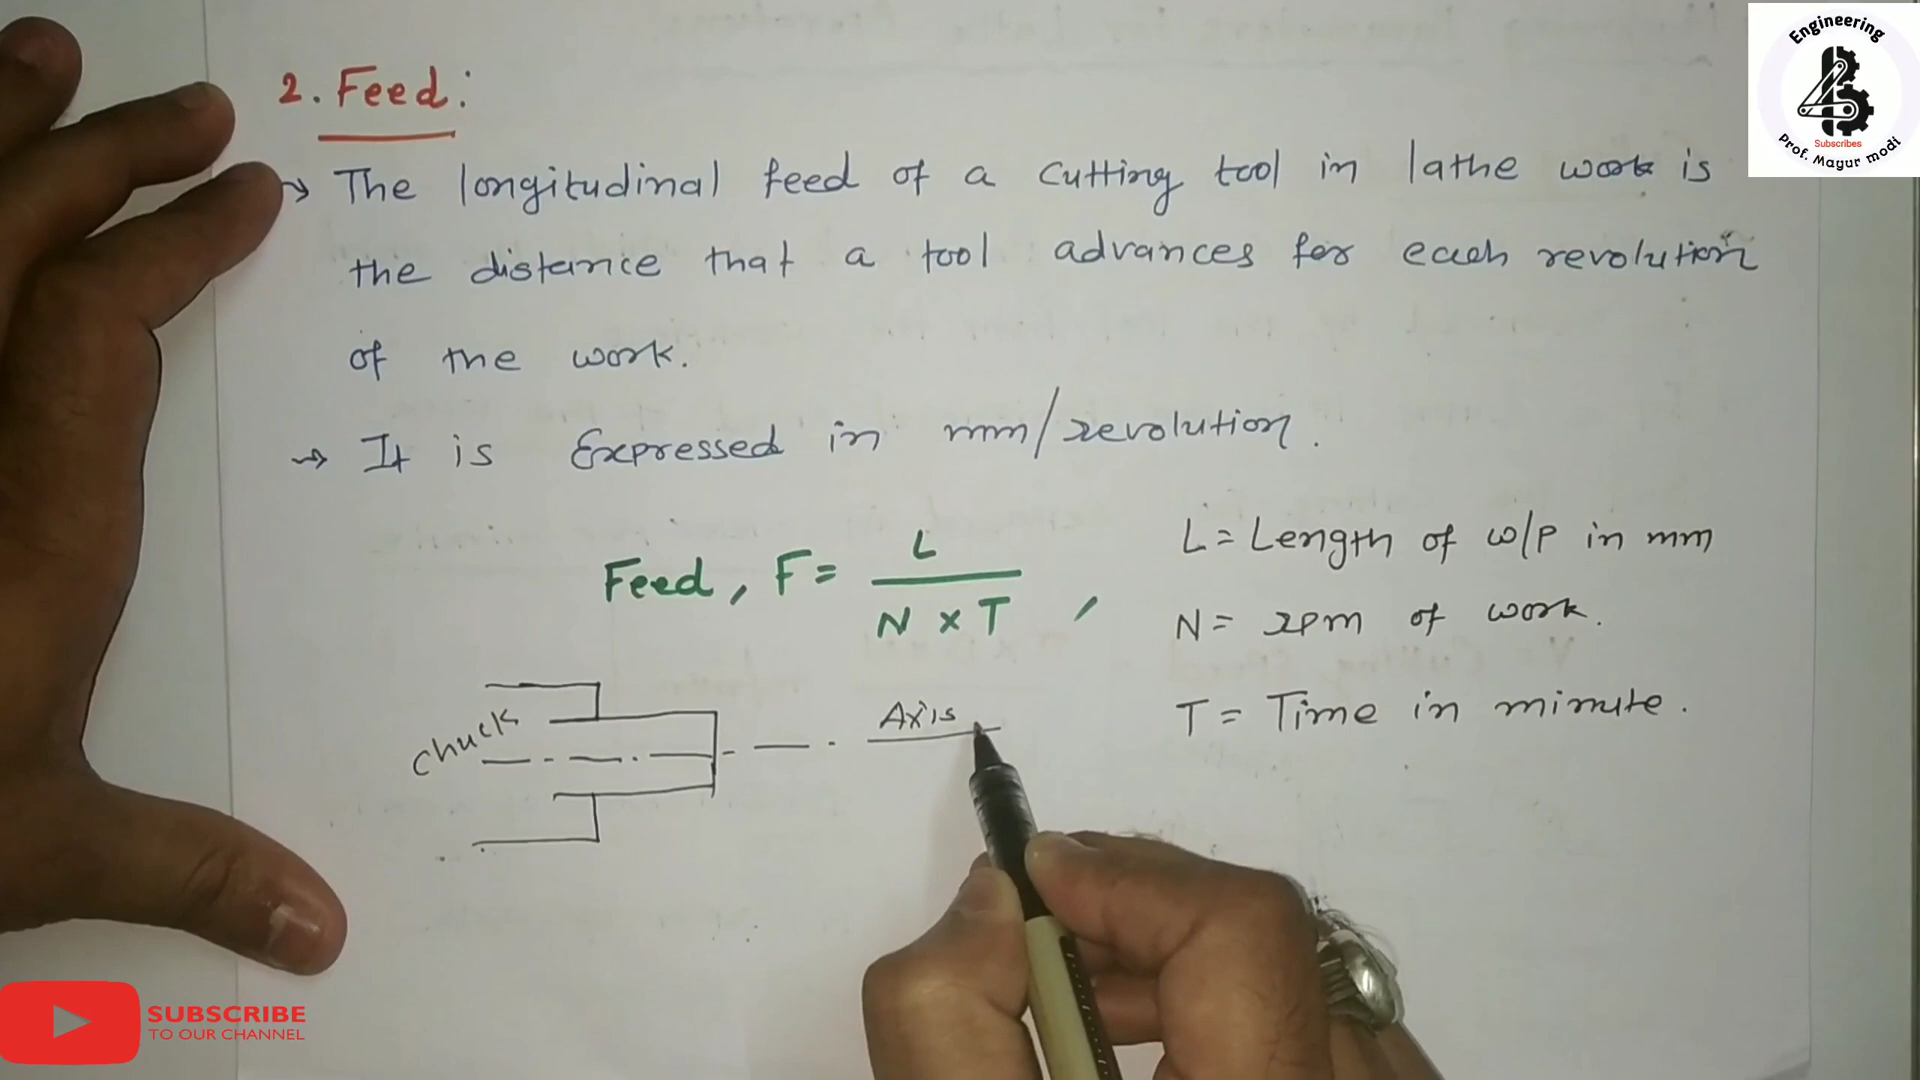 2. Feed:
→ The longitudinal feed of a cutting tool in lathe work is
the distance that a tool advances for each revolution
of the work.
→ It is Expressed in mm/revolution.
Feed, F = L / N × T ,
L = Length of w/p in mm
N = rpm of work.
T = Time in minute.
chuck
Axis
Engineering
Subscribes
Prof. Mayur modi
SUBSCRIBE
TO OUR CHANNEL